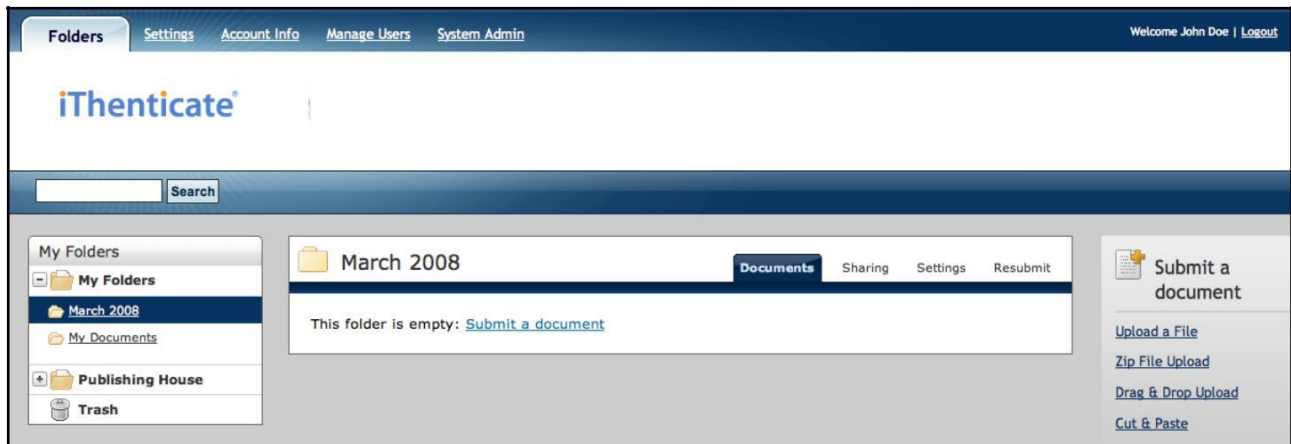 Folders Settings Account Info Manage Users System Admin Welcome John Doe | Logout
iThenticate®
Search
My Folders
My Folders
March 2008
My Documents
Publishing House
Trash
March 2008 Documents Sharing Settings Resubmit
This folder is empty: Submit a document
Submit a
document
Upload a File
Zip File Upload
Drag & Drop Upload
Cut & Paste